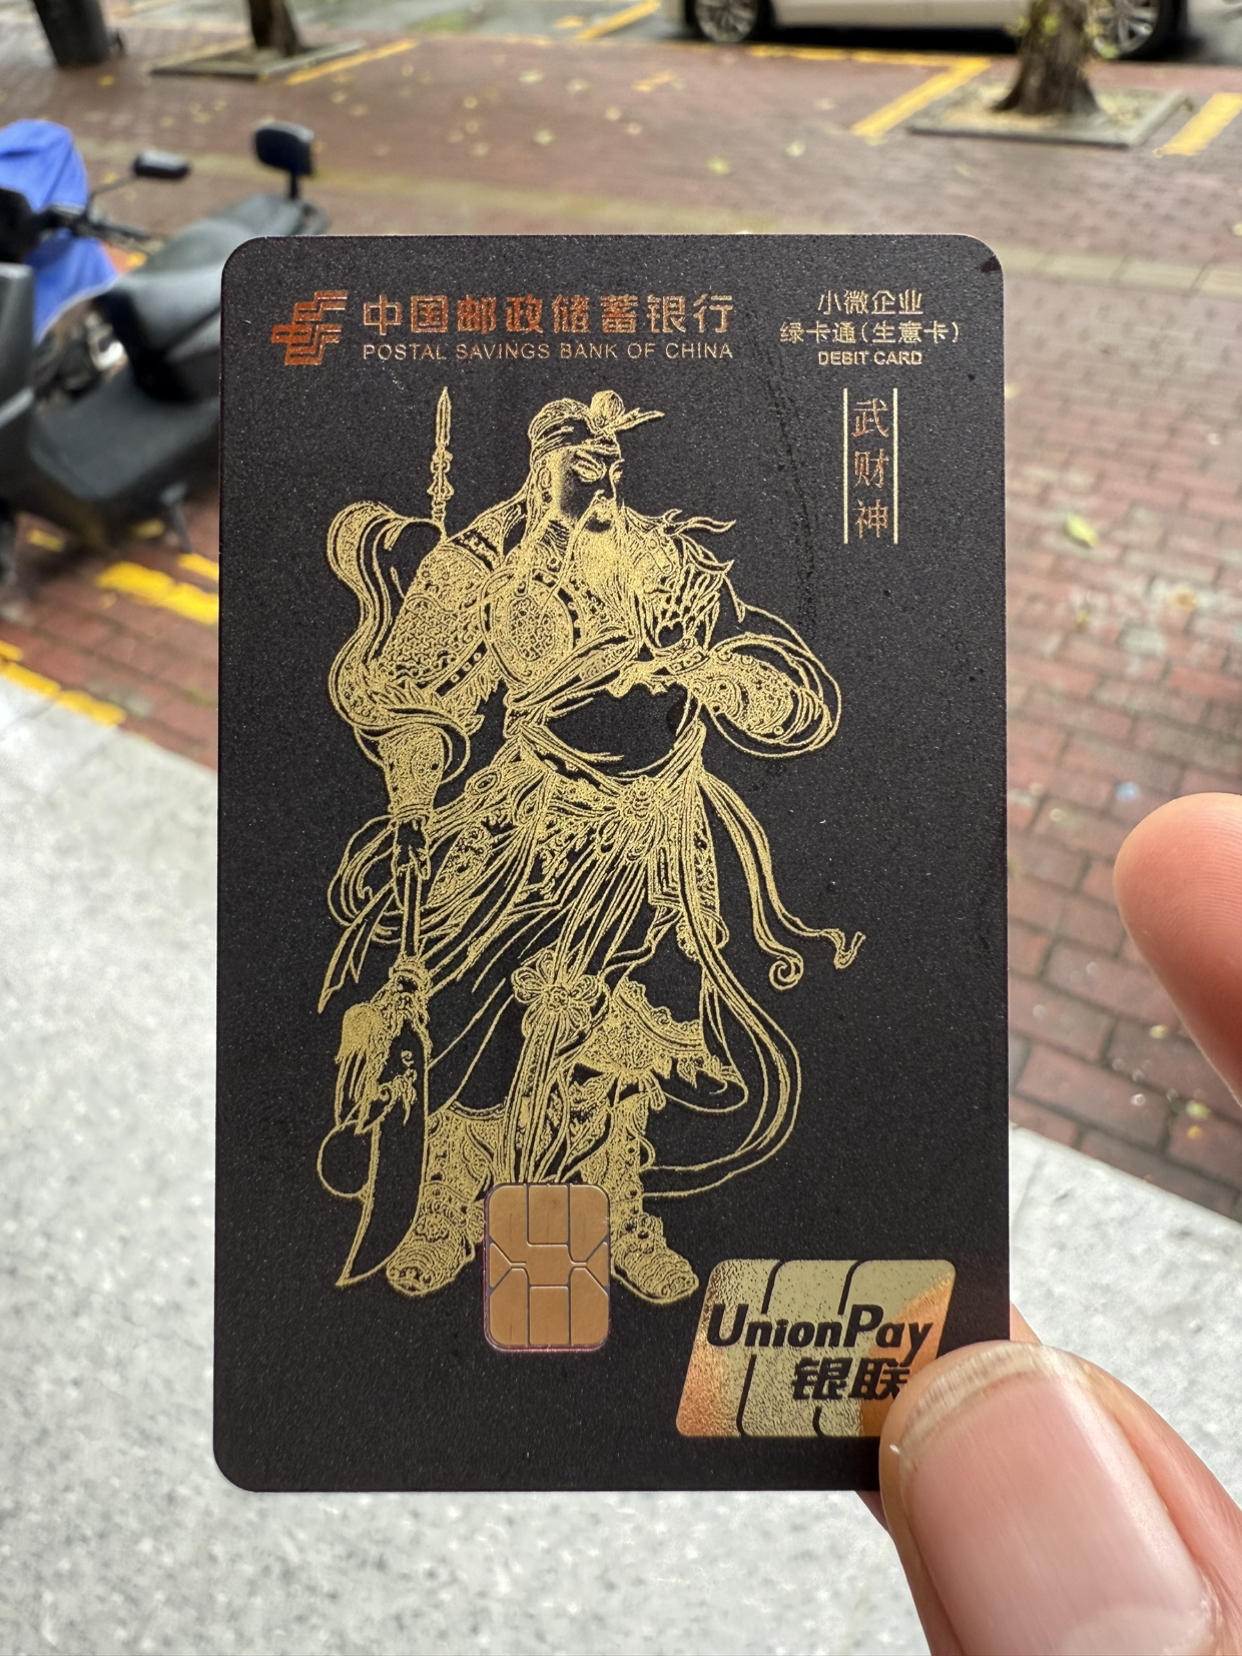 中国邮政储蓄银行
POSTAL SAVINGS BANK OF CHINA
小微企业
绿卡通(生意卡)
DEBIT CARD
武财神
UnionPay
银联